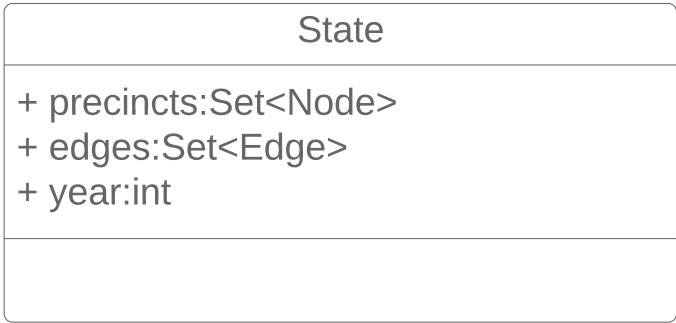 State
+ precincts:Set<Node>
+ edges:Set<Edge>
+ year:int